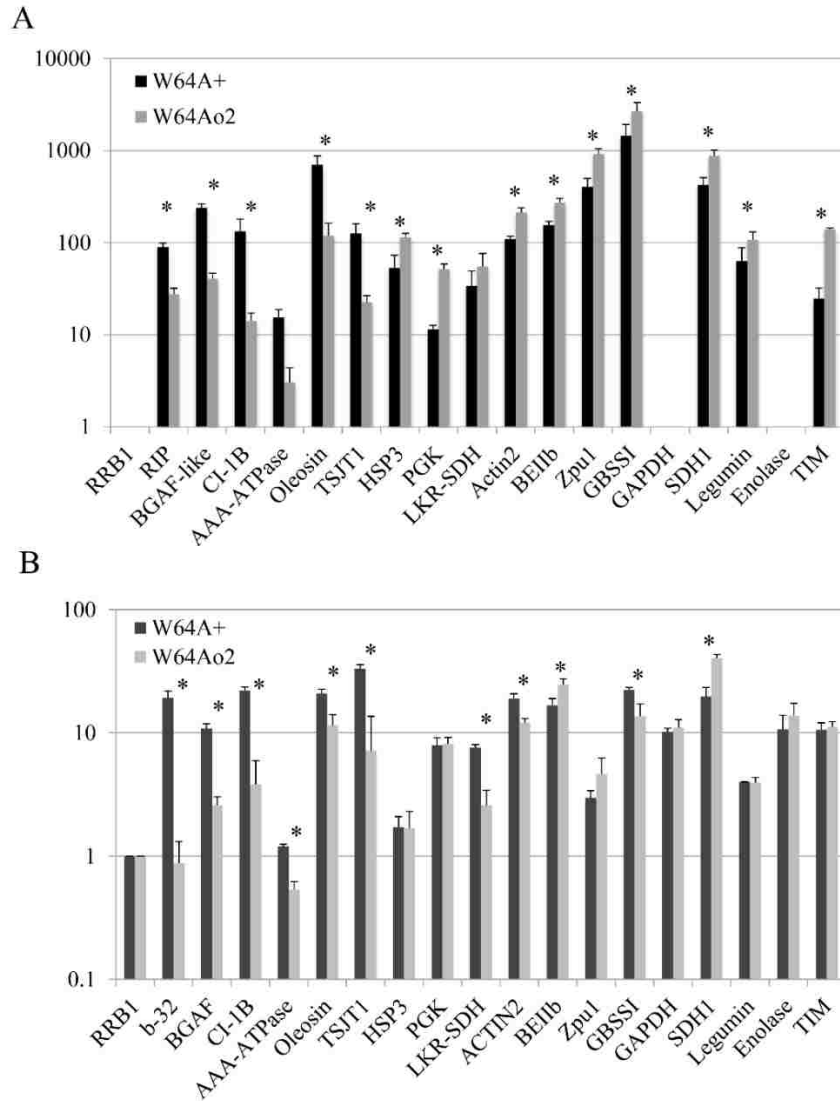 A
10000
1000
100
10
1
W64A+
W64Ao2
* * * * * * * * * * * * * * *
RRB1
RIP
BGAF-like
CI-1B
AAA-ATPase
Oleosin
TSJT1
HSP3
PGK
LKR-SDH
Actin2
BEIIb
Zpu1
GBSSI
GAPDH
SDH1
Legumin
Enolase
TIM
B
100
10
1
0.1
W64A+
W64Ao2
* * * * * * * * * * *
RRB1
b-32
BGAF
CI-1B
AAA-ATPase
Oleosin
TSJT1
HSP3
PGK
LKR-SDH
ACTIN2
BEIIb
Zpu1
GBSSI
GAPDH
SDH1
Legumin
Enolase
TIM